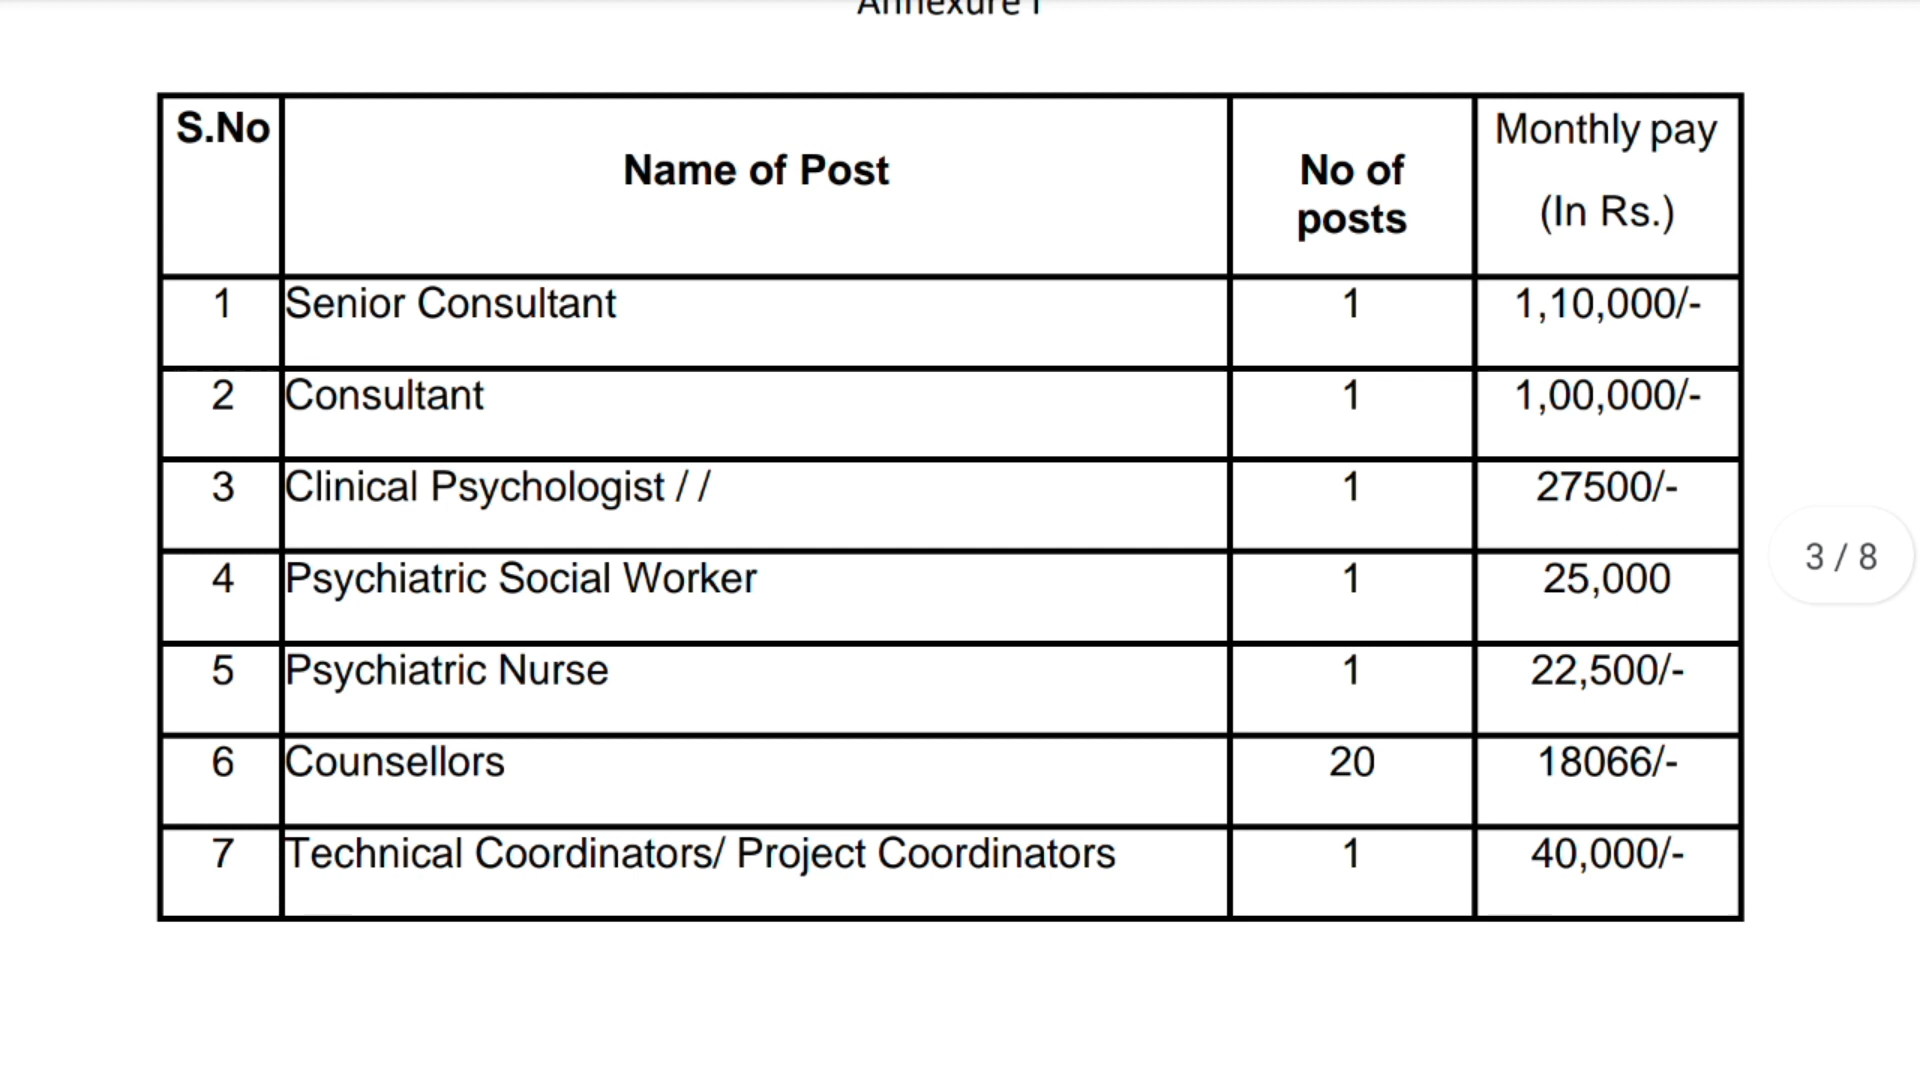 Annexure I
S.No
Name of Post
No of
posts
Monthly pay
(In Rs.)
1 Senior Consultant 1 1,10,000/-
2 Consultant 1 1,00,000/-
3 Clinical Psychologist / / 1 27500/-
4 Psychiatric Social Worker 1 25,000
5 Psychiatric Nurse 1 22,500/-
6 Counsellors 20 18066/-
7 Technical Coordinators/ Project Coordinators 1 40,000/-
3 / 8